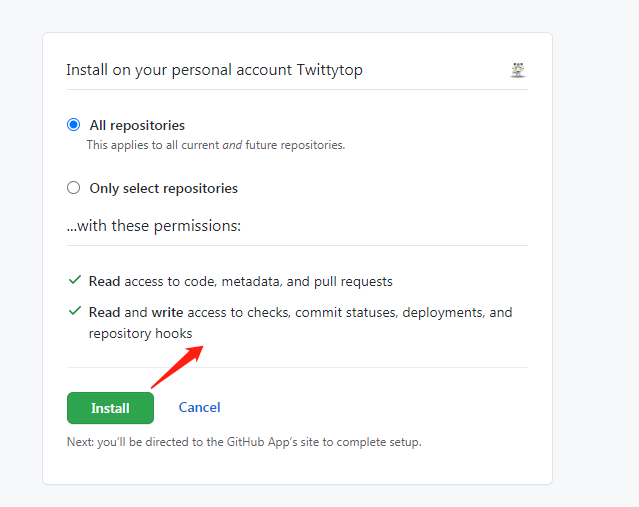 Install on your personal account Twittytop
All repositories
This applies to all current and future repositories.
Only select repositories
...with these permissions:
Read access to code, metadata, and pull requests
Read and write access to checks, commit statuses, deployments, and
repository hooks
Install Cancel
Next: you'll be directed to the GitHub App's site to complete setup.